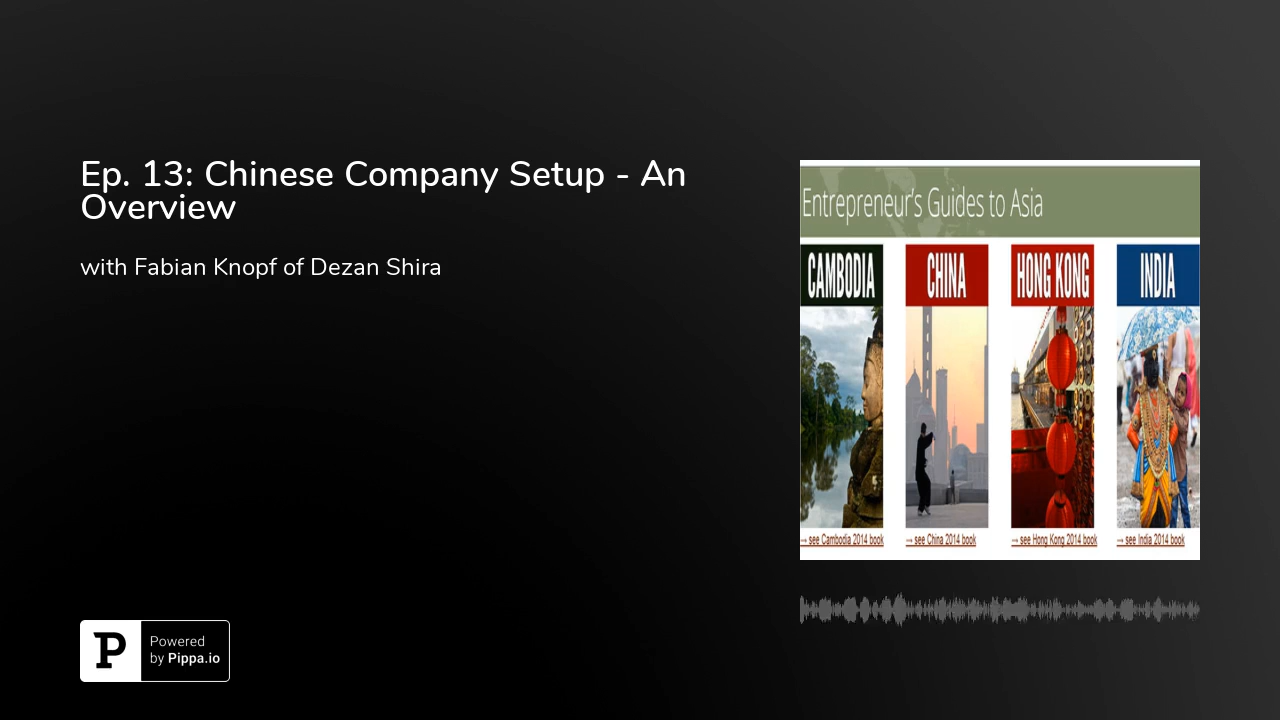 Ep. 13: Chinese Company Setup - An
Overview
with Fabian Knopf of Dezan Shira
Entrepreneur's Guides to Asia
CAMBODIA
CHINA
HONG KONG
INDIA
→ see Cambodia 2014 book
→ see China 2014 book
→ see Hong Kong 2014 book
→ see India 2014 book
P
Powered
by Pippa.io